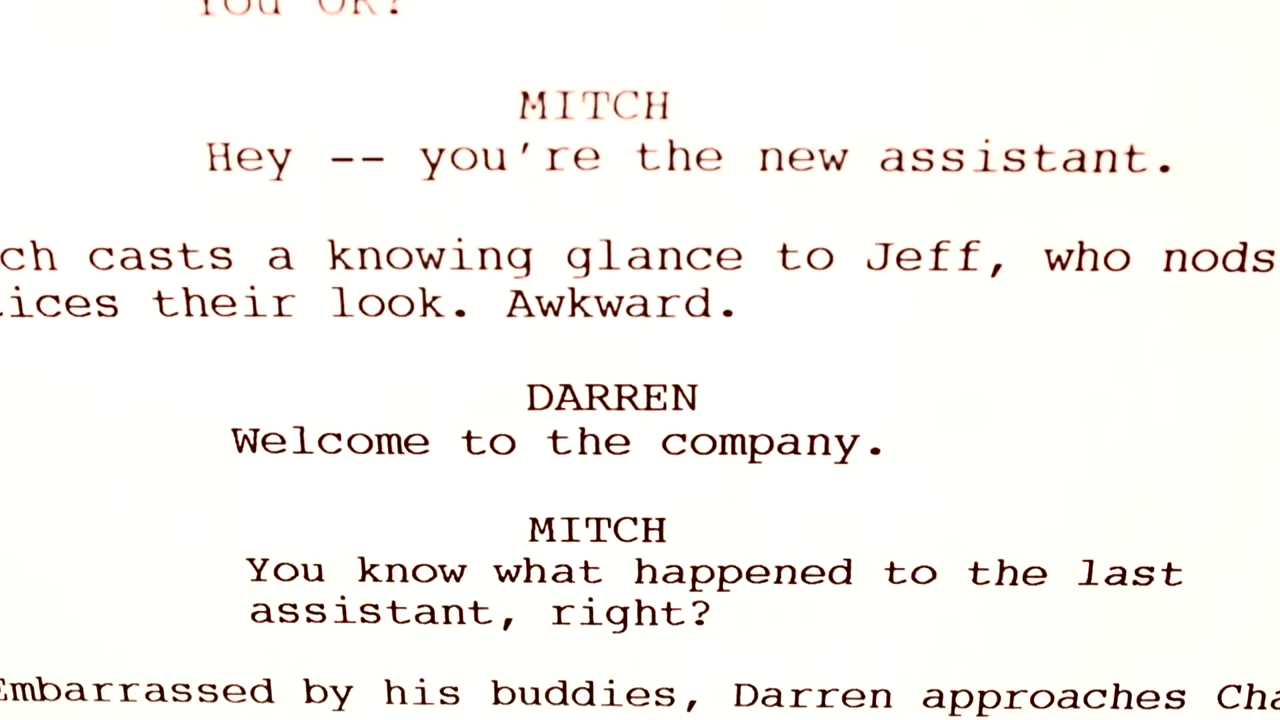 You OK?
MITCH
Hey -- you're the new assistant.
casts a knowing glance to Jeff, who nods
their look. Awkward.
DARREN
Welcome to the company.
MITCH
You know what happened to the last
assistant, right?
Embarrassed by his buddies, Darren approaches